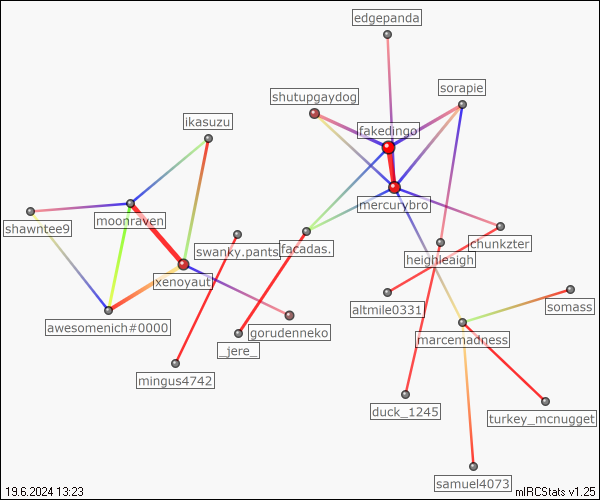 edgepanda
sorapie
shutupgaydog
ikasuzu
fakedingo
mercurybro
shawntee9
moonraven
swanky.pants
facadas.
chunkzter
heighleaigh
xenoyaut
altmile0331
somass
awesomenich#0000
gorudenneko
marcemadness
_jere_
mingus4742
duck_1245
turkey_mcnugget
samuel4073
19.6.2024 13:23
mIRCStats v1.25